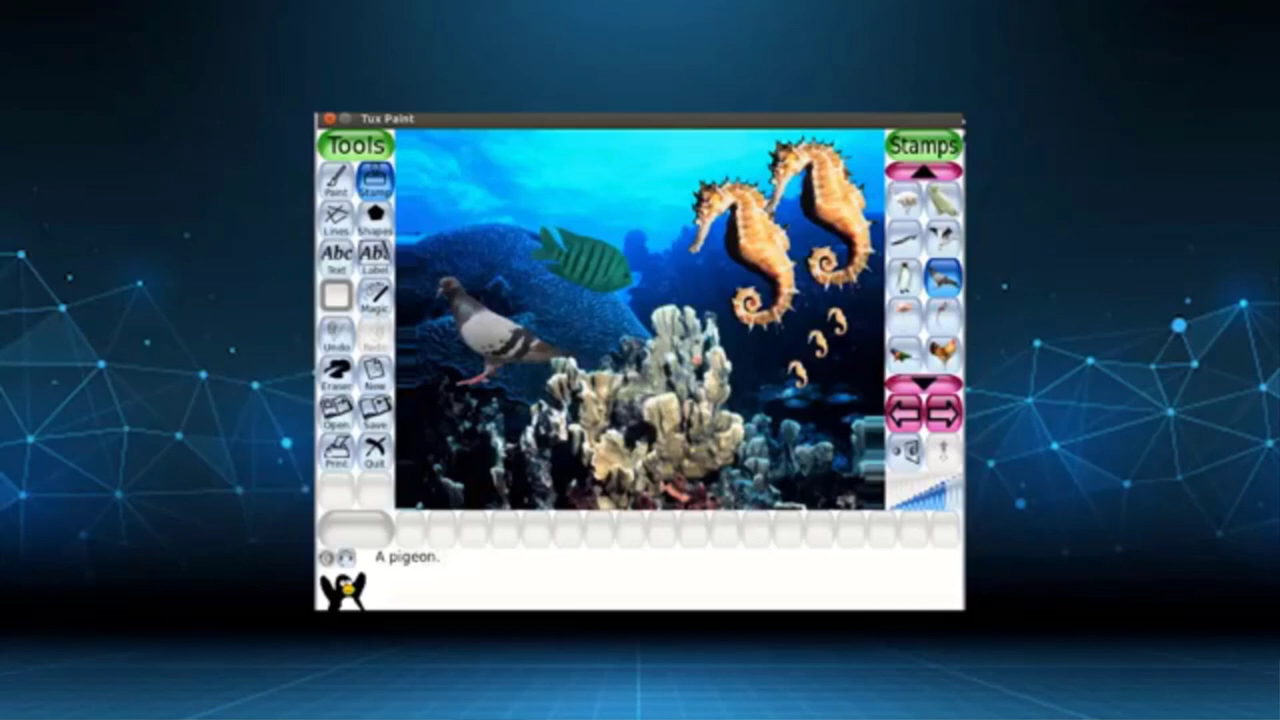 Tux Paint
Tools
Stamps
Paint Stamp
Lines Shapes
Abc Abc
Text Label
Magic
Undo Redo
Eraser New
Open Save
Print Quit
A pigeon.